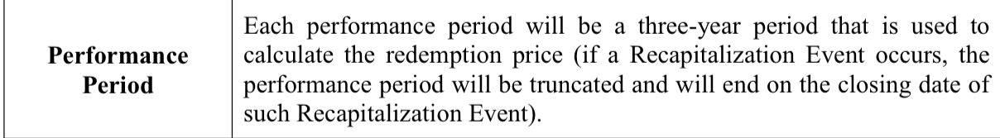 Performance
Period
Each performance period will be a three-year period that is used to
calculate the redemption price (if a Recapitalization Event occurs, the
performance period will be truncated and will end on the closing date of
such Recapitalization Event).